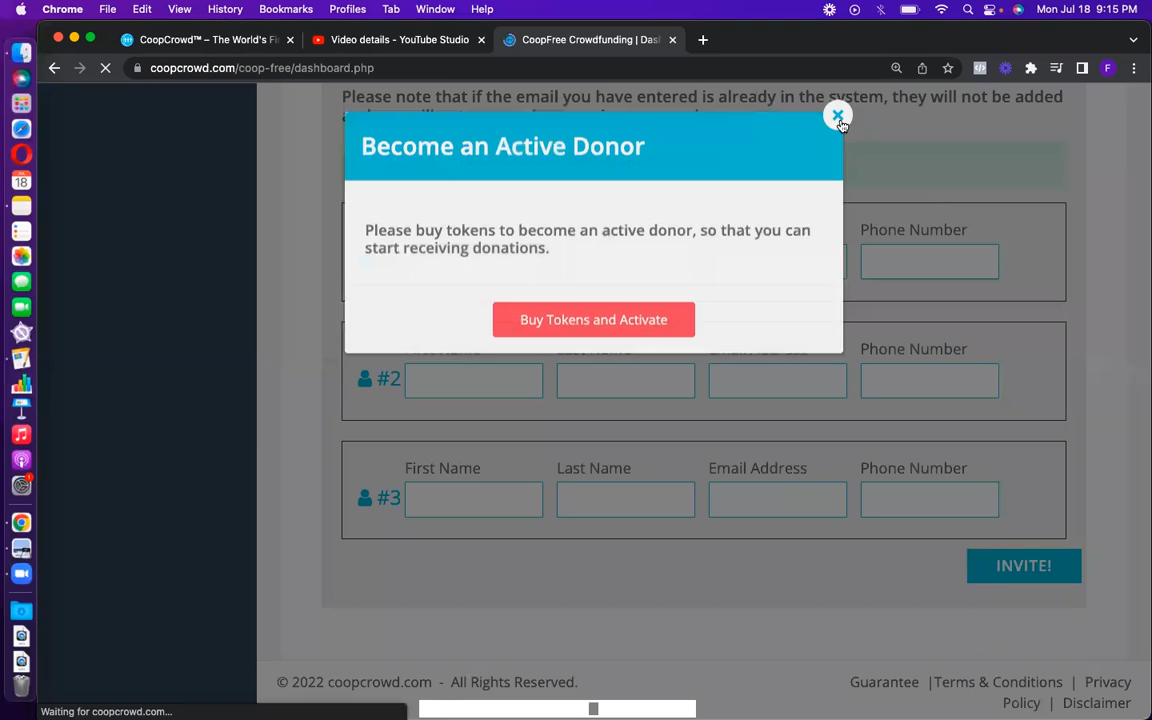 Chrome File Edit View History Bookmarks Profiles Tab Window Help Mon Jul 18 9:15 PM
CoopCrowd™ – The World's Fi
Video details - YouTube Studio
CoopFree Crowdfunding | Das
coopcrowd.com/coop-free/dashboard.php
F
Please note that if the email you have entered is already in the system, they will not be added
Become an Active Donor
Please buy tokens to become an active donor, so that you can
start receiving donations.
Buy Tokens and Activate
Phone Number
Phone Number
#2
First Name Last Name Email Address Phone Number
#3
INVITE!
© 2022 coopcrowd.com - All Rights Reserved.
Guarantee |Terms & Conditions | Privacy
Policy | Disclaimer
Waiting for coopcrowd.com...
JUL
18
1